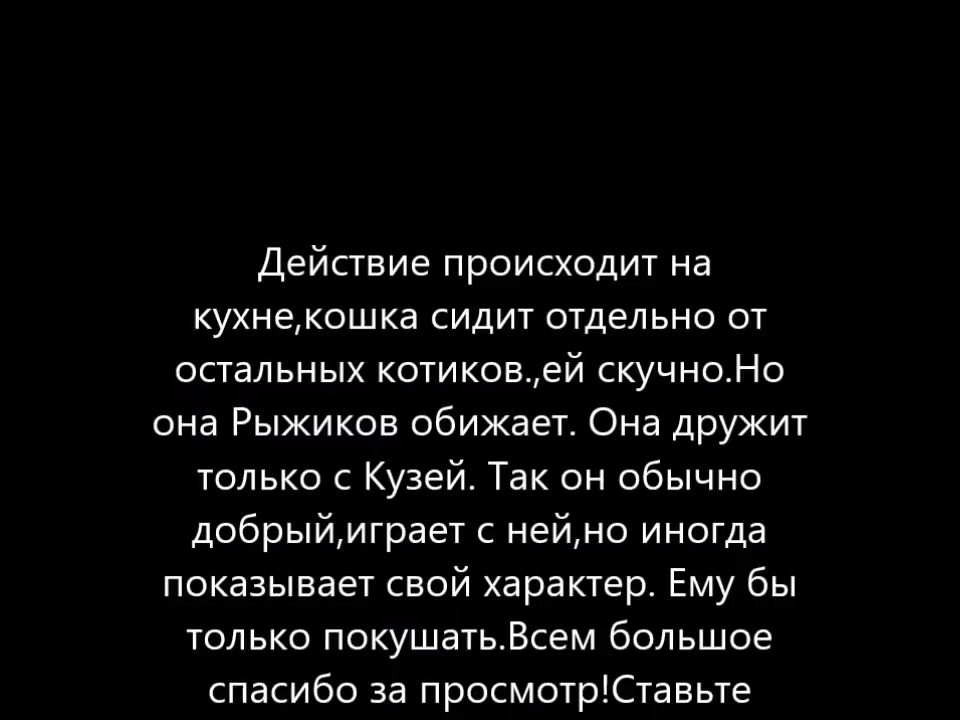 Действие происходит на
кухне,кошка сидит отдельно от
остальных котиков.,ей скучно.Но
она Рыжиков обижает. Она дружит
только с Кузей. Так он обычно
добрый,играет с ней,но иногда
показывает свой характер. Ему бы
только покушать.Всем большое
спасибо за просмотр!Ставьте